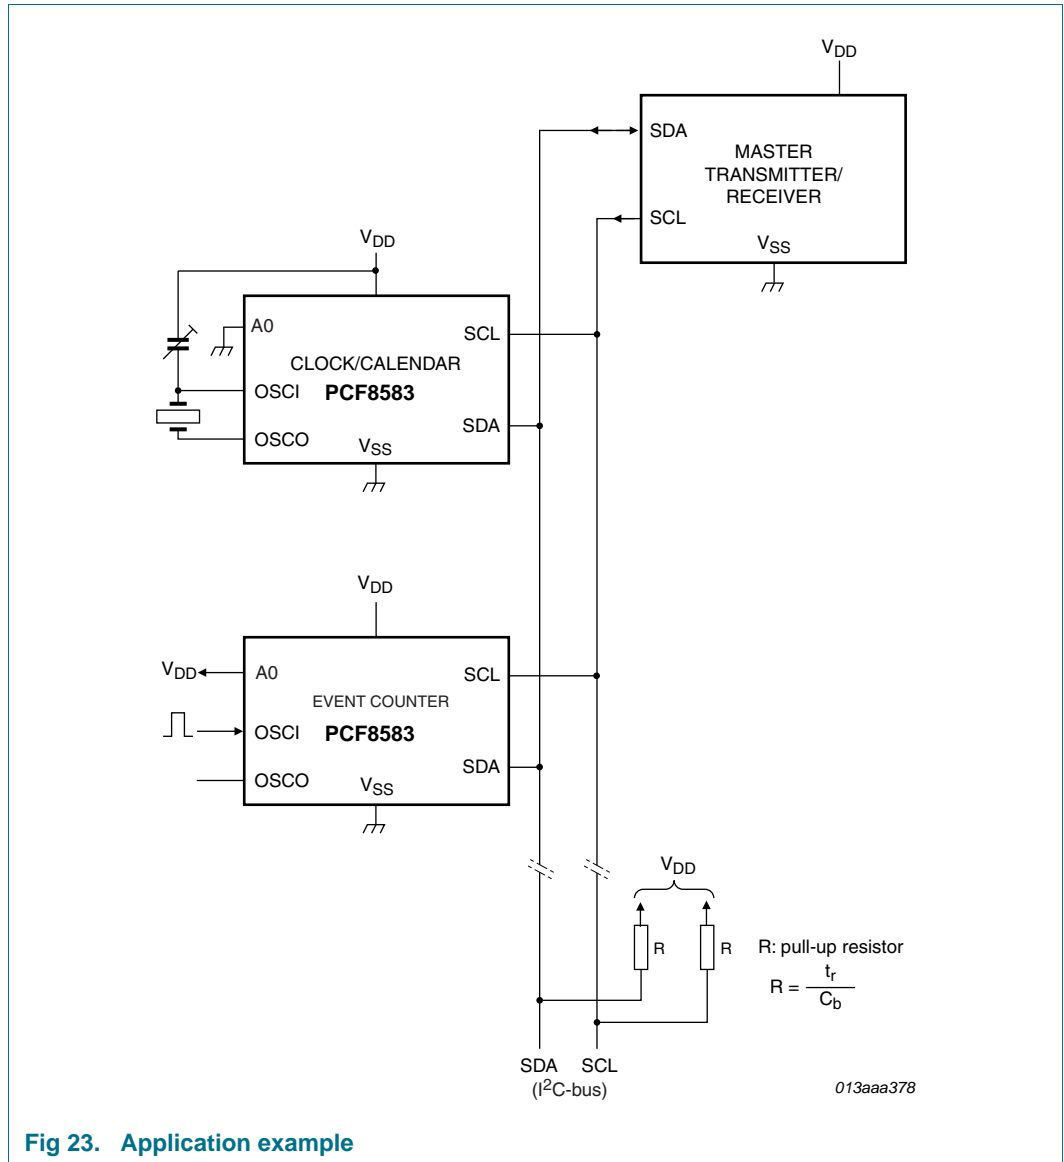 VDD
SDA
MASTER
TRANSMITTER/
RECEIVER
SCL
VSS
VDD
A0
SCL
CLOCK/CALENDAR
OSCI
PCF8583
SDA
OSCO
VSS
VDD
VDD
A0
SCL
EVENT COUNTER
OSCI
PCF8583
SDA
OSCO
VSS
VDD
R
R
R: pull-up resistor
R = tr / Cb
SDA SCL
(I²C-bus)
013aaa378
Fig 23. Application example